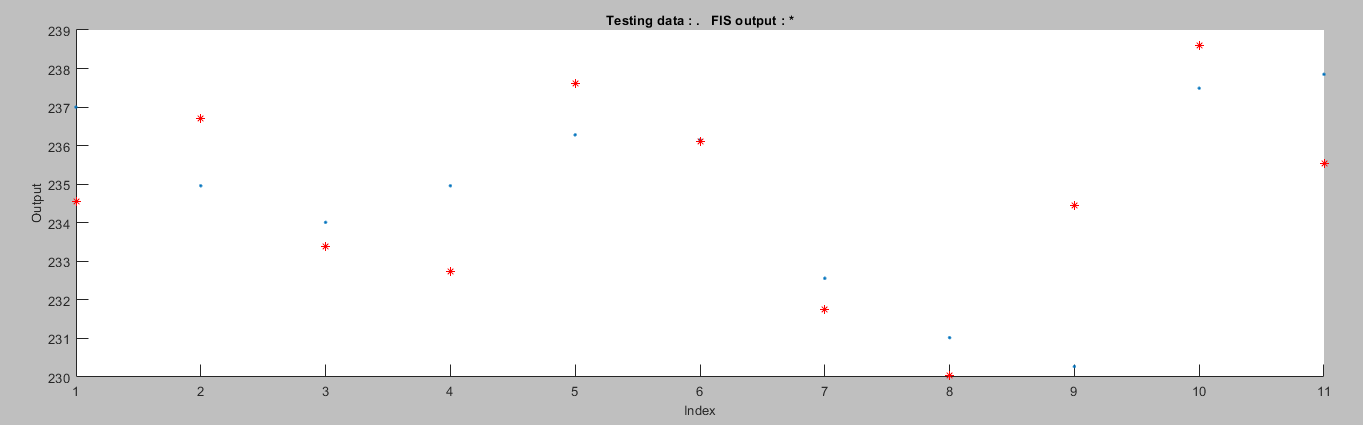 Testing data : .   FIS output : *
239
238
237
236
235
234
233
232
231
230
Output
1 2 3 4 5 6 7 8 9 10 11
Index